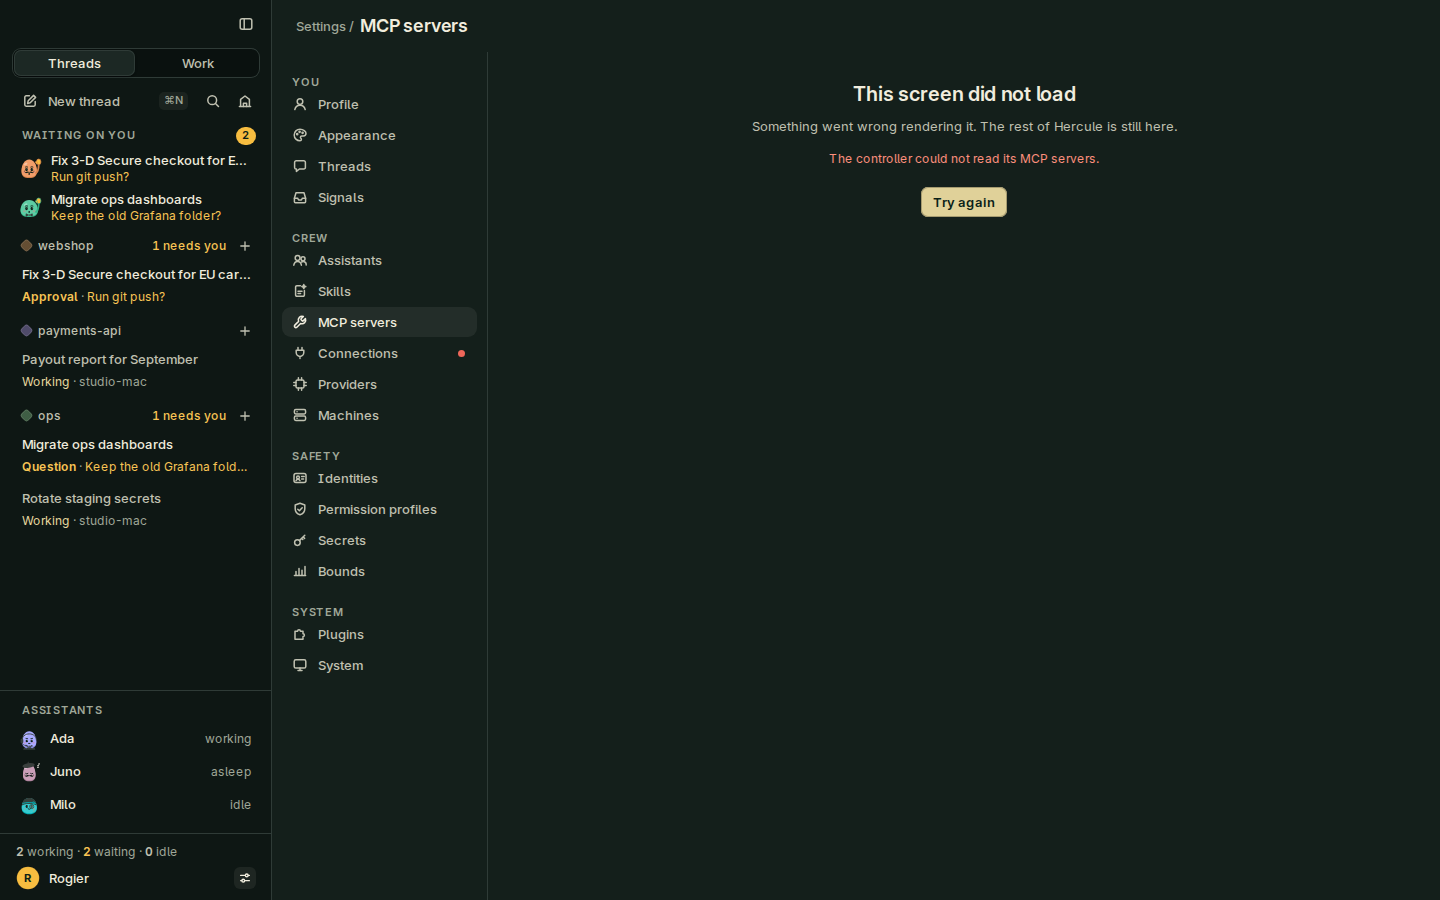 Settings / MCP servers
Threads
Work
New thread
⌘N
WAITING ON YOU
2
Fix 3-D Secure checkout for E...
Run git push?
Migrate ops dashboards
Keep the old Grafana folder?
webshop
1 needs you
Fix 3-D Secure checkout for EU car...
Approval · Run git push?
payments-api
Payout report for September
Working · studio-mac
ops
1 needs you
Migrate ops dashboards
Question · Keep the old Grafana fold...
Rotate staging secrets
Working · studio-mac
ASSISTANTS
Ada
working
Juno
asleep
Milo
idle
2 working · 2 waiting · 0 idle
R
Rogier
YOU
Profile
Appearance
Threads
Signals
CREW
Assistants
Skills
MCP servers
Connections
Providers
Machines
SAFETY
Identities
Permission profiles
Secrets
Bounds
SYSTEM
Plugins
System
This screen did not load
Something went wrong rendering it. The rest of Hercule is still here.
The controller could not read its MCP servers.
Try again